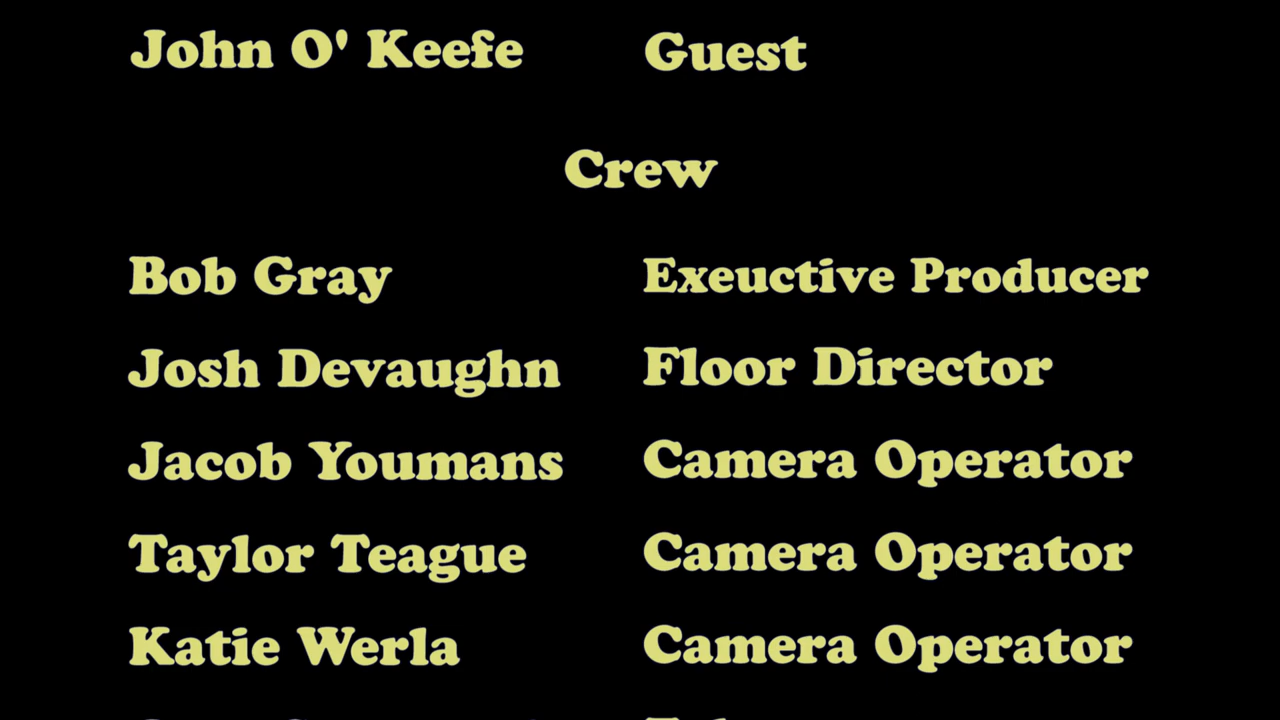 John O' Keefe Guest
Crew
Bob Gray Exeuctive Producer
Josh Devaughn Floor Director
Jacob Youmans Camera Operator
Taylor Teague Camera Operator
Katie Werla Camera Operator